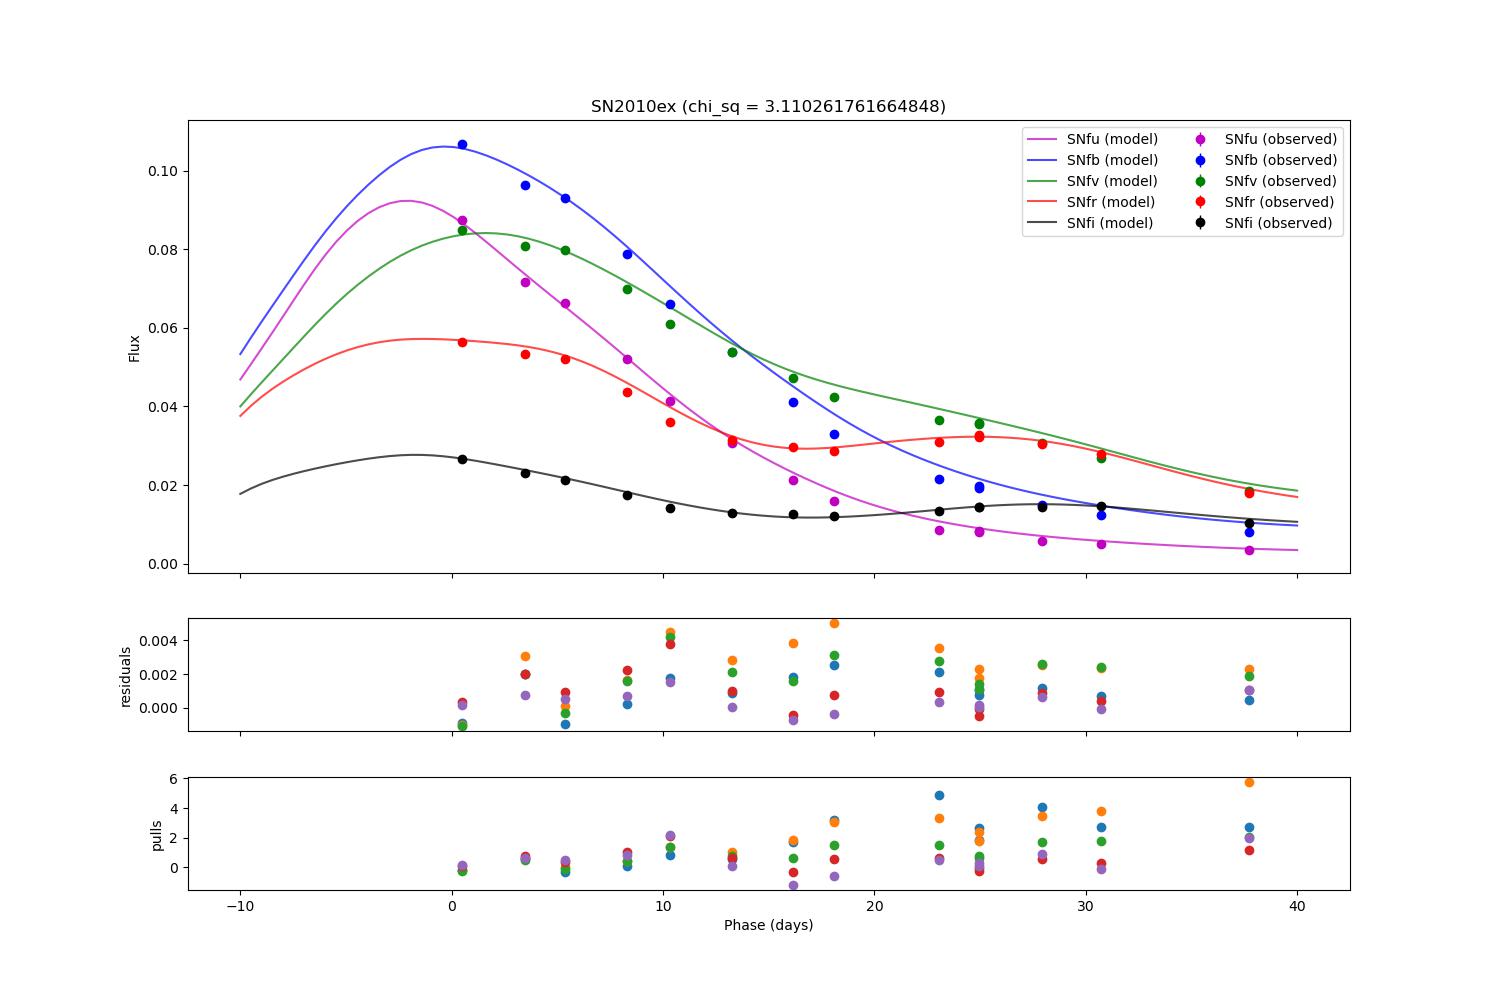 SN2010ex (chi_sq = 3.110261761664848)
SNfu (model) SNfu (observed)
SNfb (model) SNfb (observed)
SNfv (model) SNfv (observed)
SNfr (model) SNfr (observed)
SNfi (model) SNfi (observed)
Flux
0.10
0.08
0.06
0.04
0.02
0.00
residuals
0.004
0.002
0.000
pulls
6
4
2
0
−10 0 10 20 30 40
Phase (days)